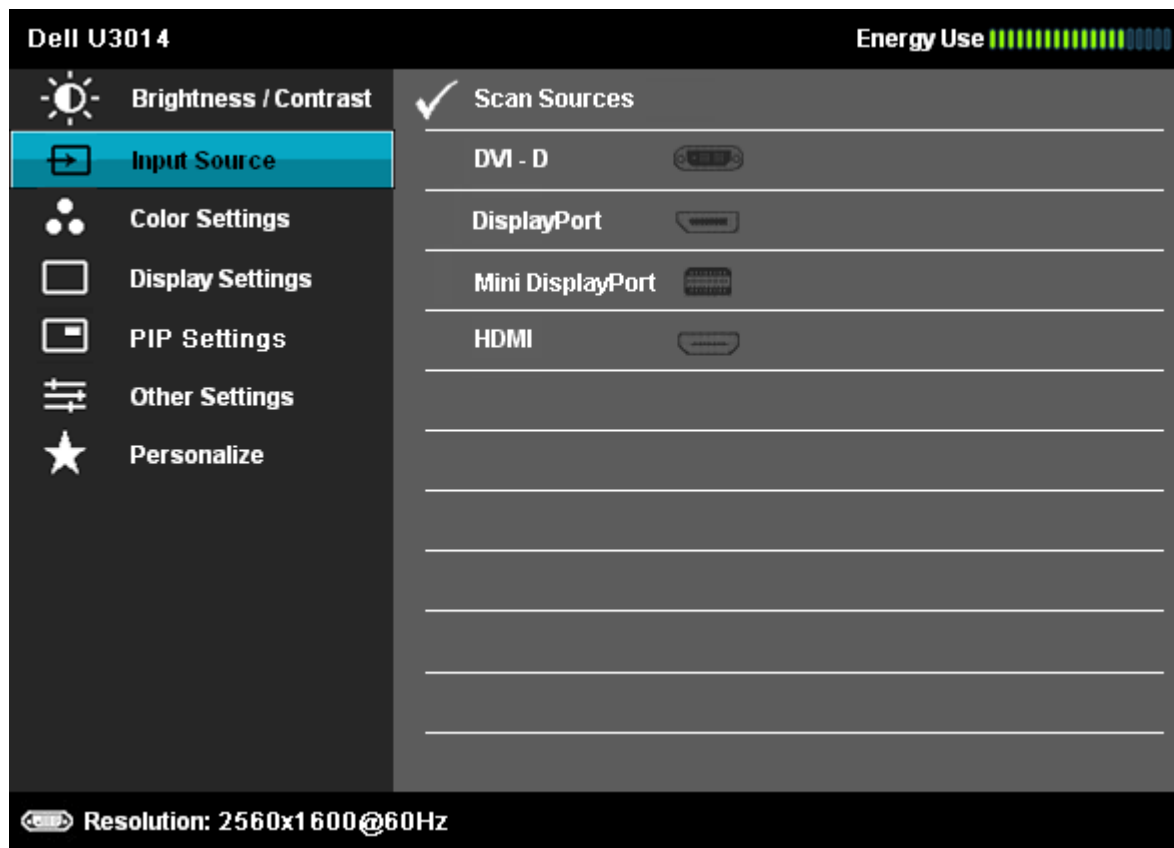 Dell U3014
Energy Use
Brightness / Contrast
Input Source
Color Settings
Display Settings
PIP Settings
Other Settings
Personalize
Scan Sources
DVI - D
DisplayPort
Mini DisplayPort
HDMI
Resolution: 2560x1600@60Hz